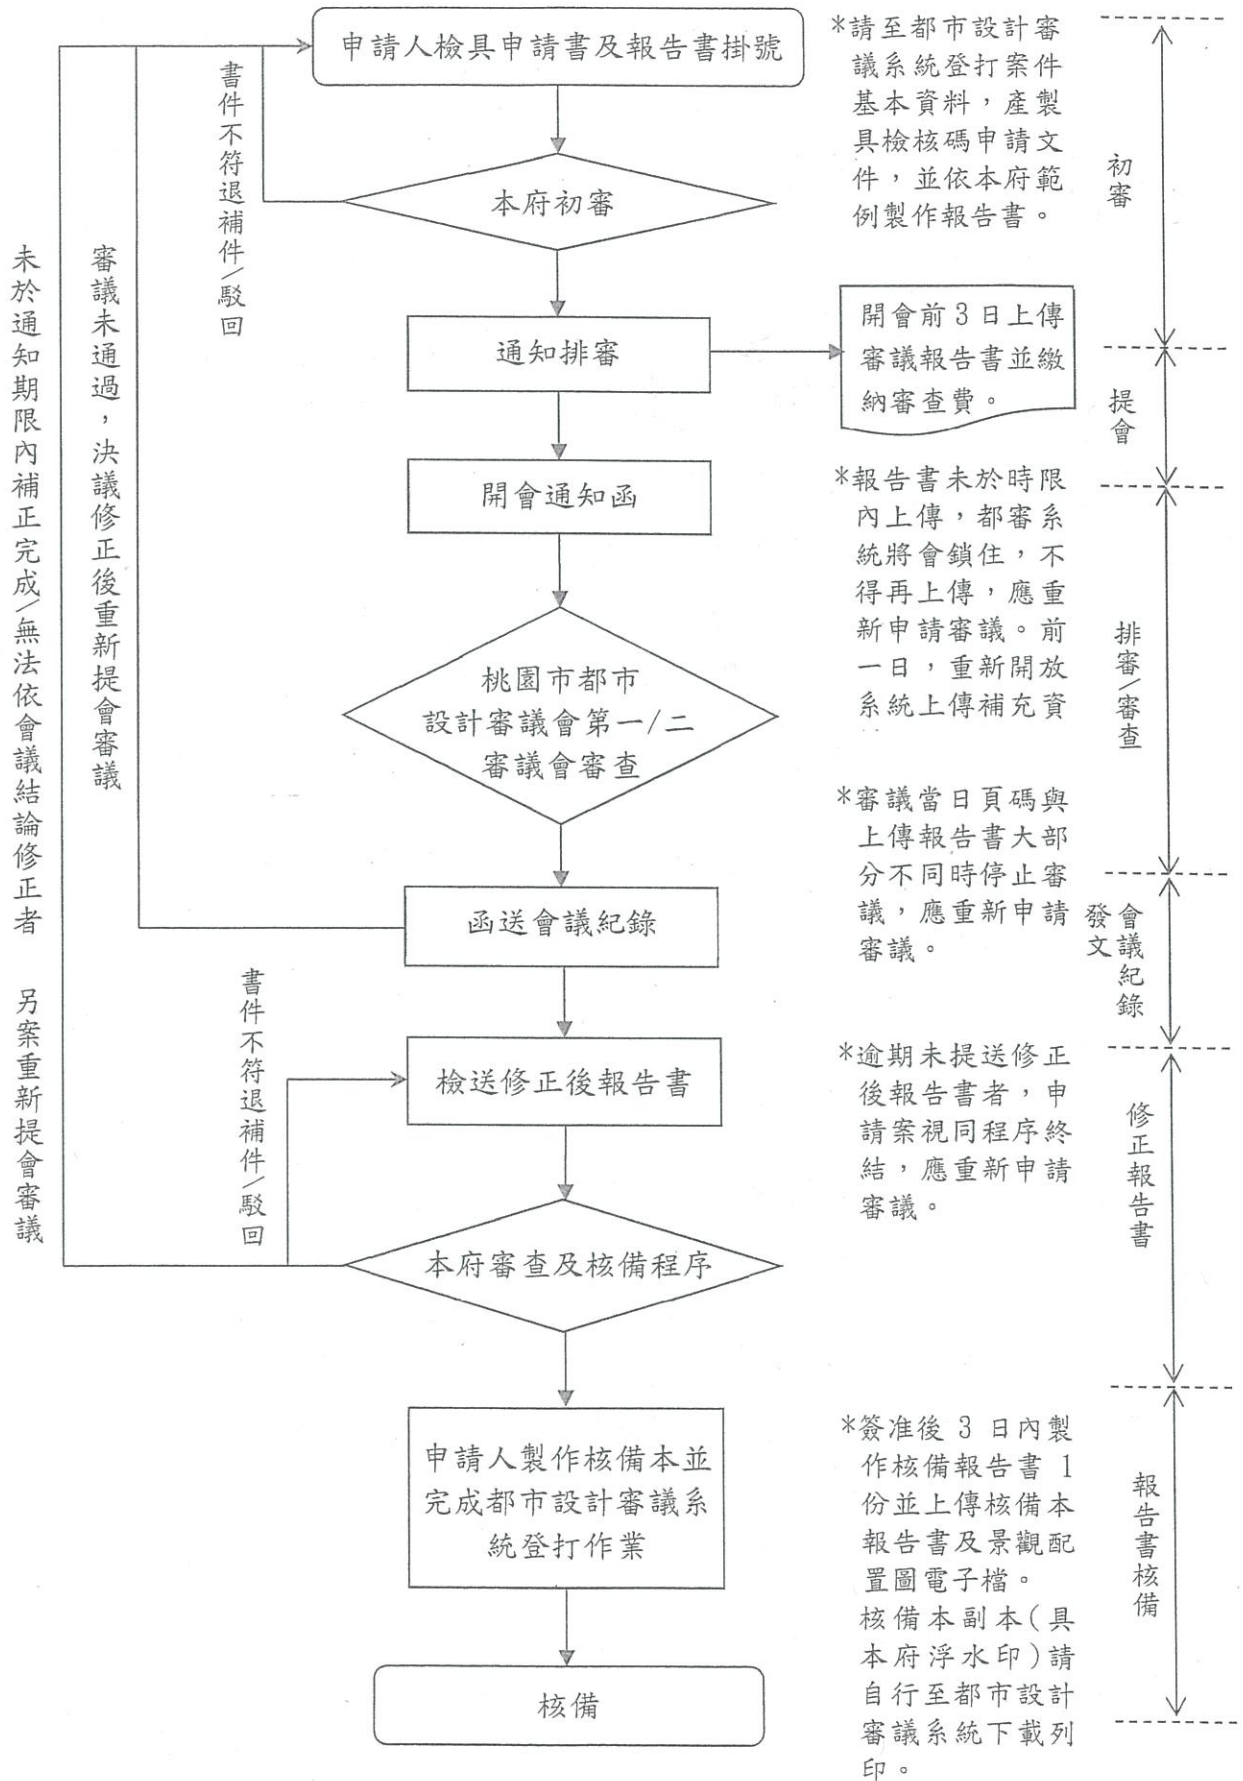 申請人檢具申請書及報告書掛號
*請至都市設計審
議系統登打案件
基本資料，產製
具檢核碼申請文
件，並依本府範
例製作報告書。
初審
書件不符退補件/駁回
本府初審
未於通知期限內補正完成/無法依會議結論修正者 另案重新提會審議
審議未通過，決議修正後重新提會審議
通知排審
開會前3日上傳
審議報告書並繳
納審查費。
提會
開會通知函
*報告書未於時限
內上傳，都審系
統將會鎖住，不
得再上傳，應重
新申請審議。前
一日，重新開放
系統上傳補充資
排審/審查
桃園市都市
設計審議會第一/二
審議會審查
*審議當日頁碼與
上傳報告書大部
分不同時停止審
議，應重新申請
審議。
函送會議紀錄
會議紀錄
發文
書件不符退補件/駁回
檢送修正後報告書
*逾期未提送修正
後報告書者，申
請案視同程序終
結，應重新申請
審議。
修正報告書
本府審查及核備程序
申請人製作核備本並
完成都市設計審議系
統登打作業
*簽准後 3 日內製
作核備報告書 1
份並上傳核備本
報告書及景觀配
置圖電子檔。
核備本副本(具
本府浮水印)請
自行至都市設計
審議系統下載列
印。
報告書核備
核備